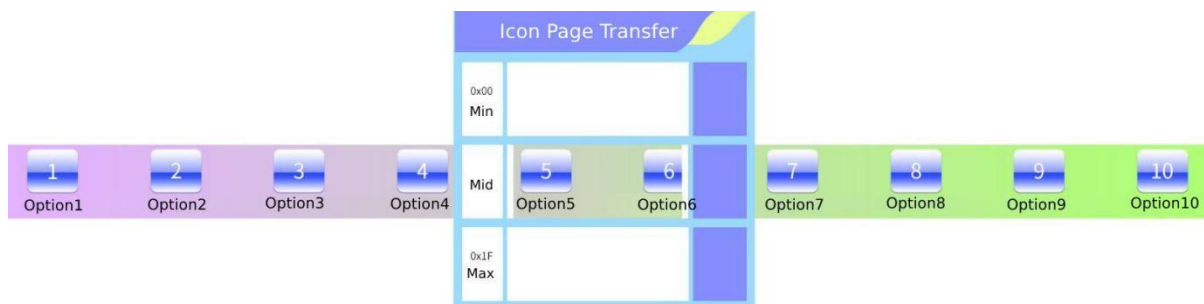 Icon Page Transfer
0x00
Min
1 2 3 4 Mid 5 6 7 8 9 10
Option1 Option2 Option3 Option4 Option5 Option6 Option7 Option8 Option9 Option10
0x1F
Max